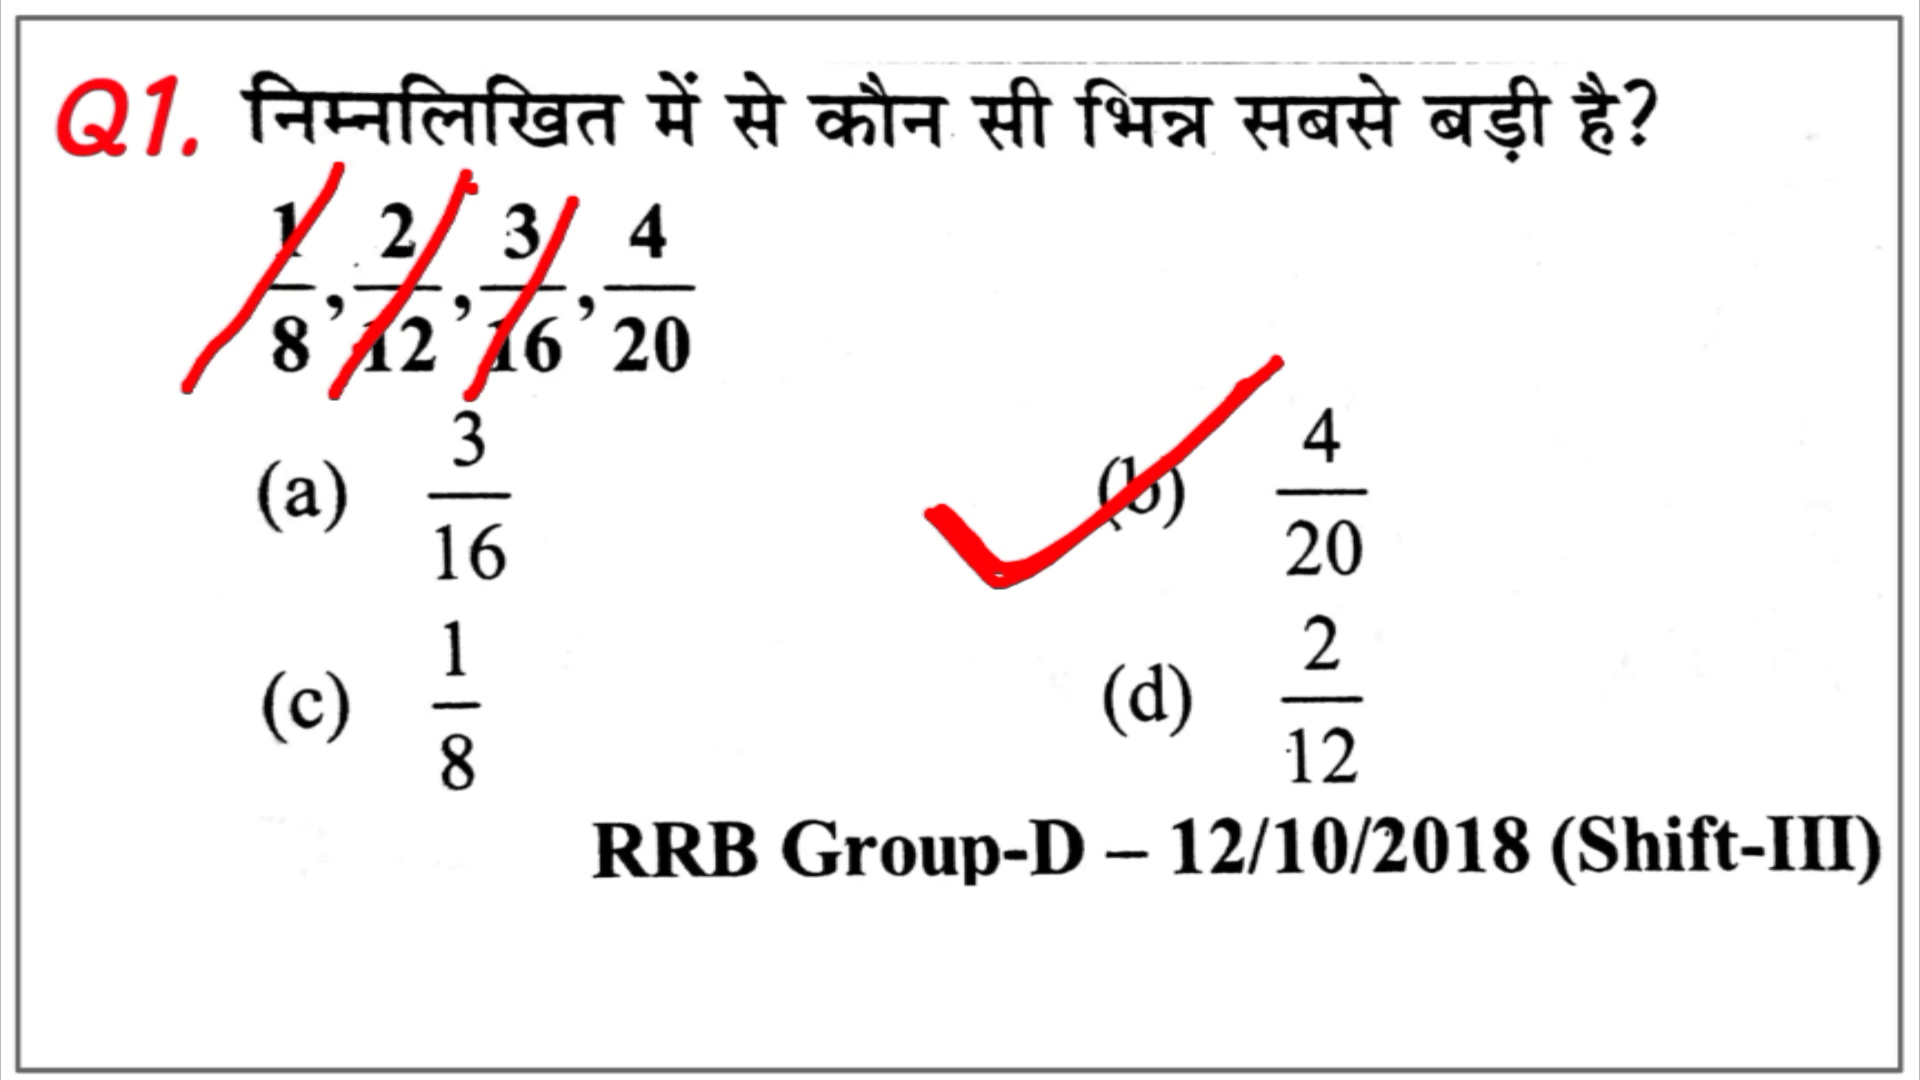 Q1. निम्नलिखित में से कौन सी भिन्न सबसे बड़ी है?
1/8, 2/12, 3/16, 4/20
(a) 3/16 (b) 4/20
(c) 1/8 (d) 2/12
RRB Group-D – 12/10/2018 (Shift-III)